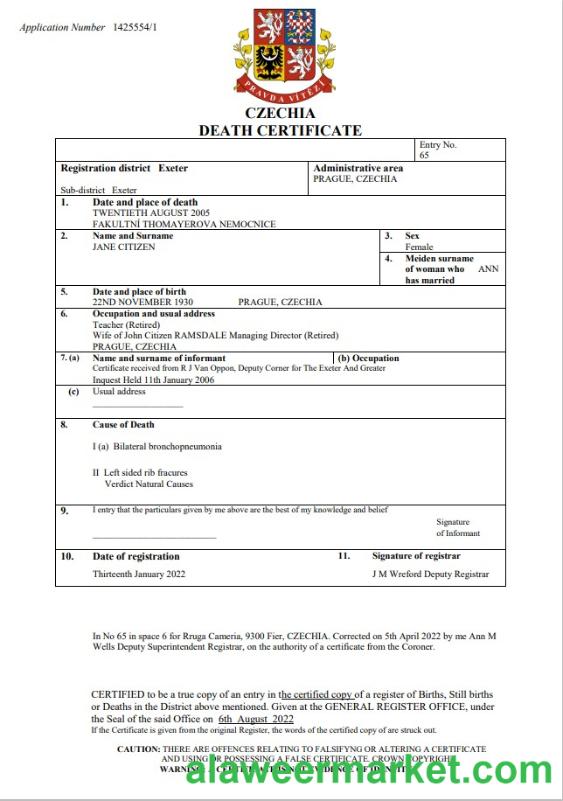 Application Number 1425554/1
PRAVDA VÍTĚZÍ
CZECHIA
DEATH CERTIFICATE
Entry No.
65
Registration district Exeter
Administrative area
PRAGUE, CZECHIA
Sub-district Exeter
1. Date and place of death
TWENTIETH AUGUST 2005
FAKULTNÍ THOMAYEROVA NEMOCNICE
2. Name and Surname
JANE CITIZEN
3. Sex
Female
4. Meiden surname
of woman who ANN
has married
5. Date and place of birth
22ND NOVEMBER 1930 PRAGUE, CZECHIA
6. Occupation and usual address
Teacher (Retired)
Wife of John Citizen RAMSDALE Managing Director (Retired)
PRAGUE, CZECHIA
7. (a) Name and surname of informant (b) Occupation
Certificate received from R J Van Oppon, Deputy Corner for The Exeter And Greater
Inquest Held 11th January 2006
(c) Usual address
8. Cause of Death
I (a) Bilateral bronchopneumonia
II Left sided rib fracures
Verdict Natural Causes
9. I entry that the particulars given by me above are the best of my knowledge and belief
Signature
of Informant
10. Date of registration 11. Signature of registrar
Thirteenth January 2022 J M Wreford Deputy Registrar
In No 65 in space 6 for Rruga Cameria, 9300 Fier, CZECHIA. Corrected on 5th April 2022 by me Ann M
Wells Deputy Superintendent Registrar, on the authority of a certificate from the Coroner.
CERTIFIED to be a true copy of an entry in the certified copy of a register of Births, Still births
or Deaths in the District above mentioned. Given at the GENERAL REGISTER OFFICE, under
the Seal of the said Office on 6th August 2022
If the Certificate is given from the original Register, the words of the certified copy of are struck out.
CAUTION: THERE ARE OFFENCES RELATING TO FALSIFYNG OR ALTERING A CERTIFICATE
AND USING OR POSSESSING A FALSE CERTIFICATE. CROWN COPYRIGHT
WARNING: A CERTIFICATE IS NOT EVIDENCE OF IDENTITY
alaweermarket.com